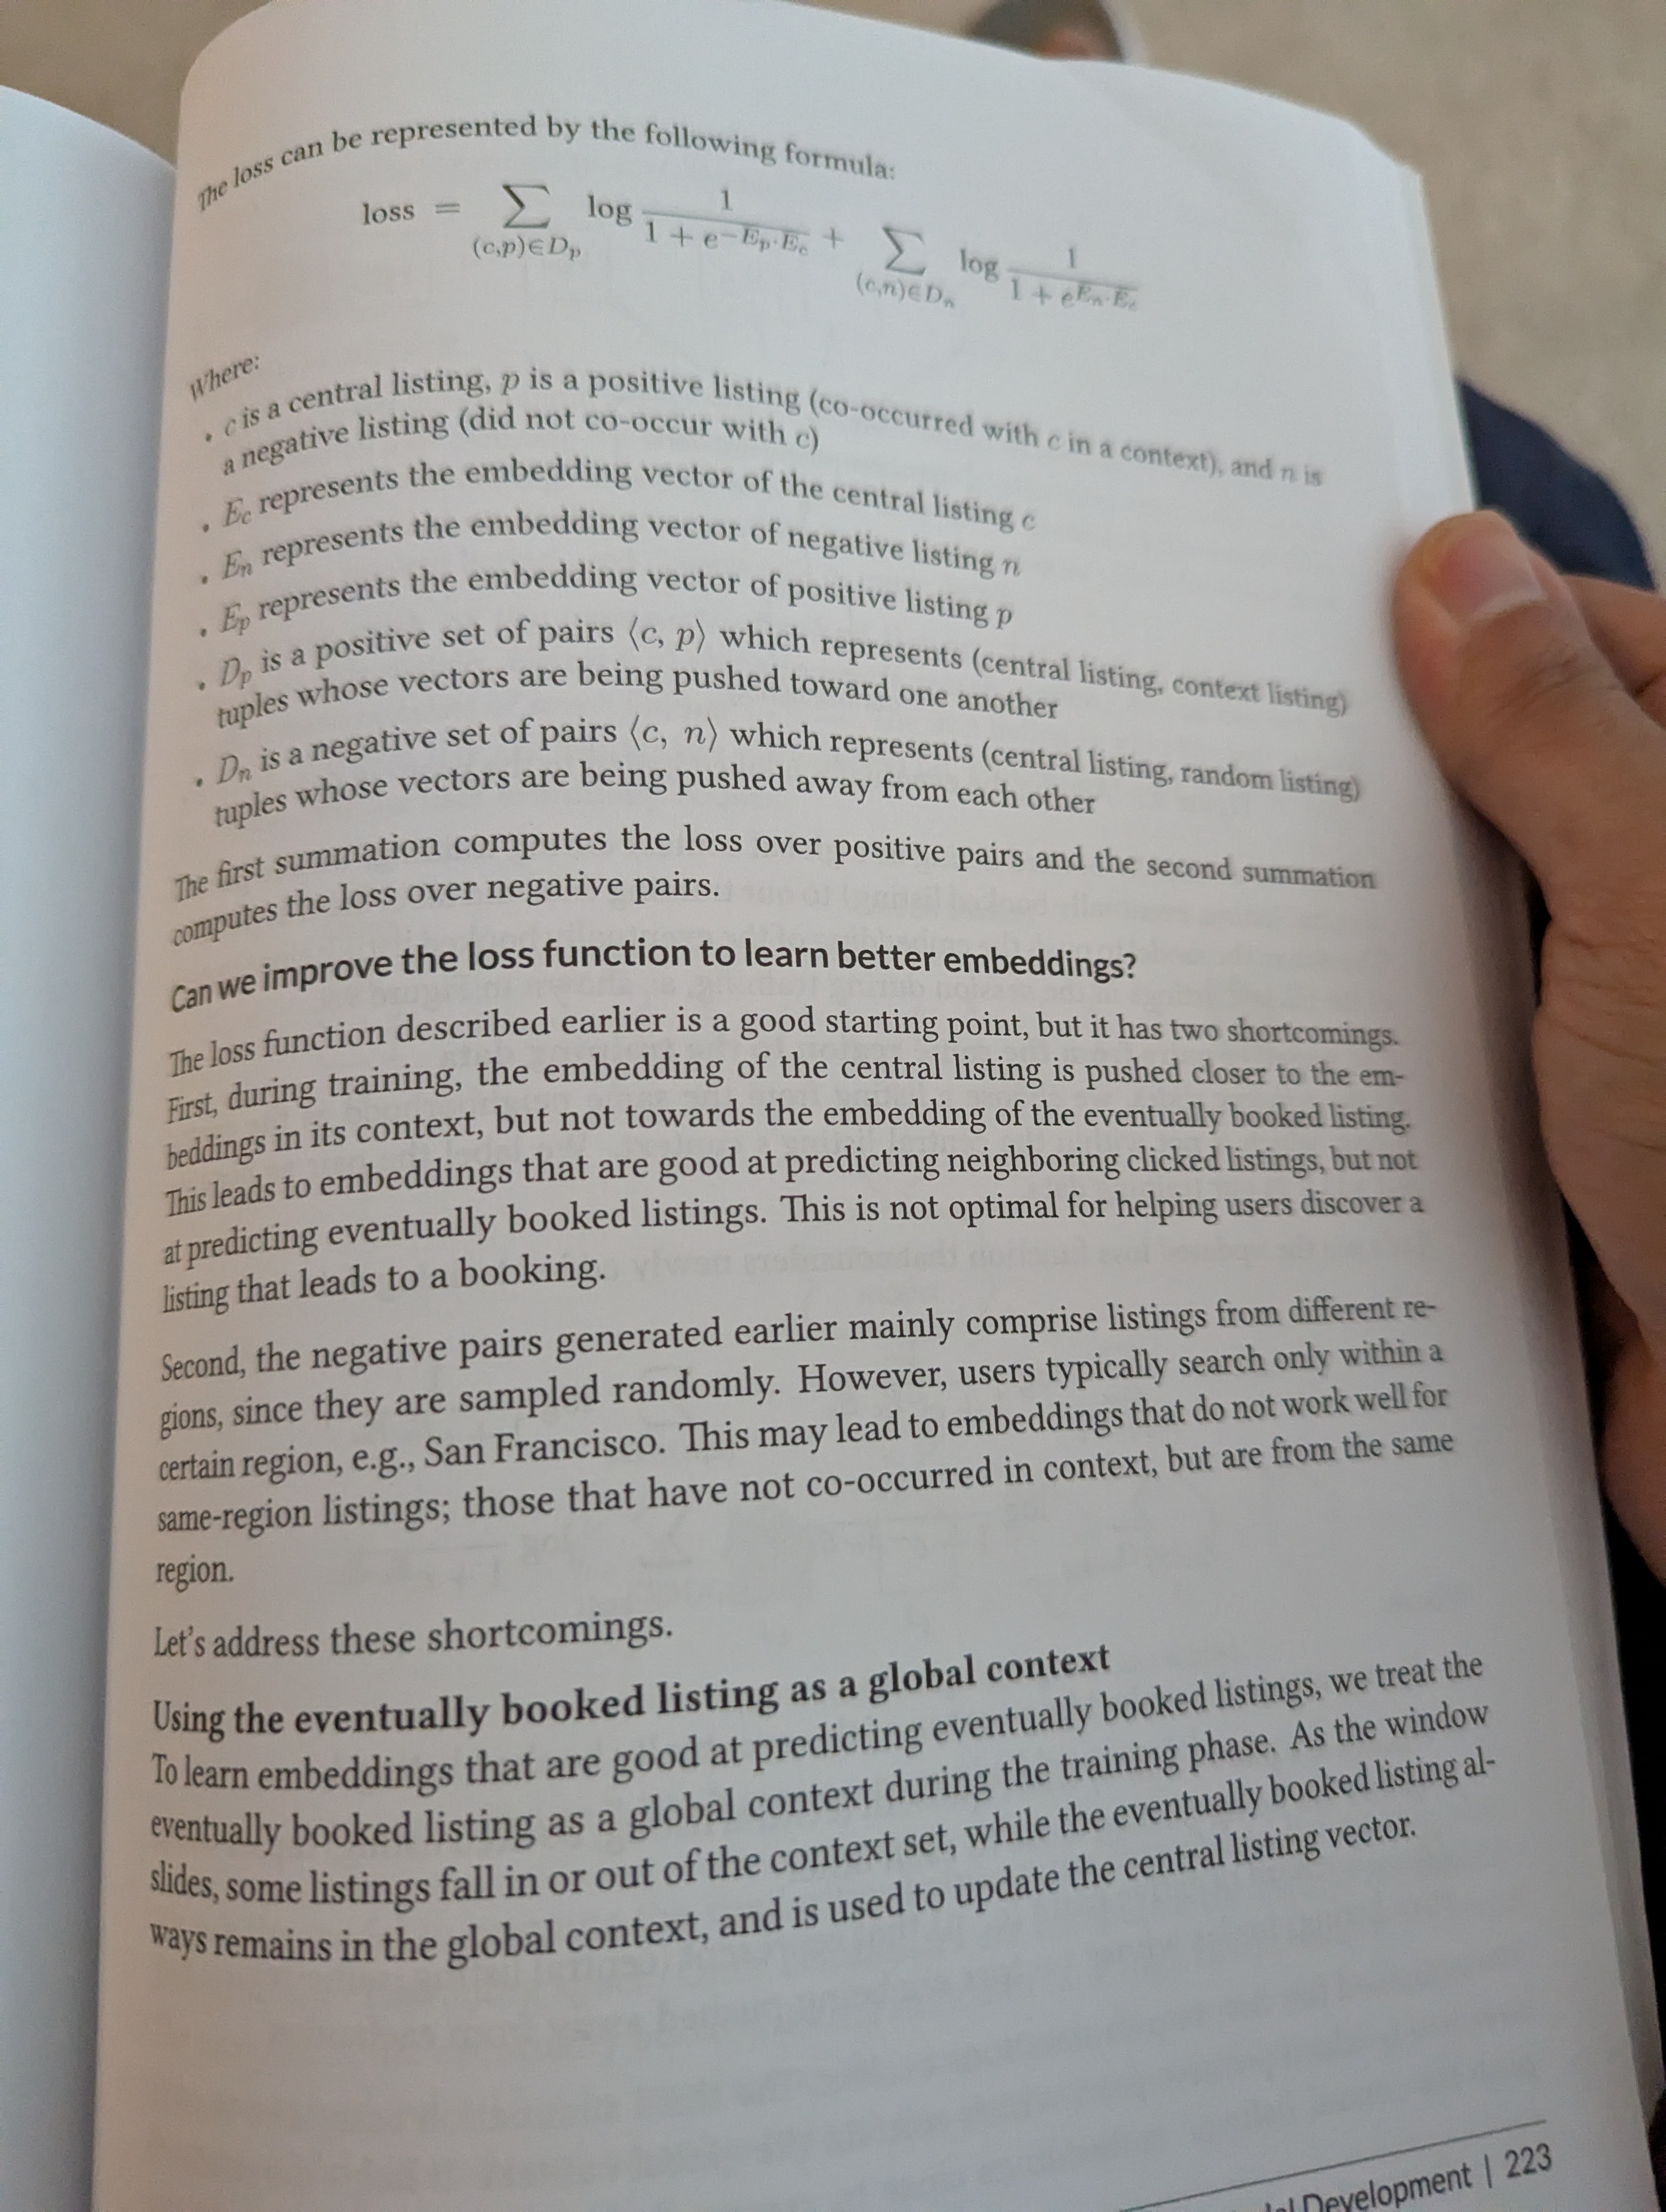 The loss can be represented by the following formula:
loss = ∑_{(c,p)∈D_p} log 1/(1 + e^{−E_p·E_c}) + ∑_{(c,n)∈D_n} log 1/(1 + e^{E_n·E_c})
Where:
• c is a central listing, p is a positive listing (co-occurred with c in a context), and n is
a negative listing (did not co-occur with c)
• E_c represents the embedding vector of the central listing c
• E_n represents the embedding vector of negative listing n
• E_p represents the embedding vector of positive listing p
• D_p is a positive set of pairs ⟨c, p⟩ which represents (central listing, context listing)
tuples whose vectors are being pushed toward one another
• D_n is a negative set of pairs ⟨c, n⟩ which represents (central listing, random listing)
tuples whose vectors are being pushed away from each other
The first summation computes the loss over positive pairs and the second summation
computes the loss over negative pairs.
Can we improve the loss function to learn better embeddings?
The loss function described earlier is a good starting point, but it has two shortcomings.
First, during training, the embedding of the central listing is pushed closer to the em-
beddings in its context, but not towards the embedding of the eventually booked listing.
This leads to embeddings that are good at predicting neighboring clicked listings, but not
at predicting eventually booked listings. This is not optimal for helping users discover a
listing that leads to a booking.
Second, the negative pairs generated earlier mainly comprise listings from different re-
gions, since they are sampled randomly. However, users typically search only within a
certain region, e.g., San Francisco. This may lead to embeddings that do not work well for
same-region listings; those that have not co-occurred in context, but are from the same
region.
Let's address these shortcomings.
Using the eventually booked listing as a global context
To learn embeddings that are good at predicting eventually booked listings, we treat the
eventually booked listing as a global context during the training phase. As the window
slides, some listings fall in or out of the context set, while the eventually booked listing al-
ways remains in the global context, and is used to update the central listing vector.
Development | 223